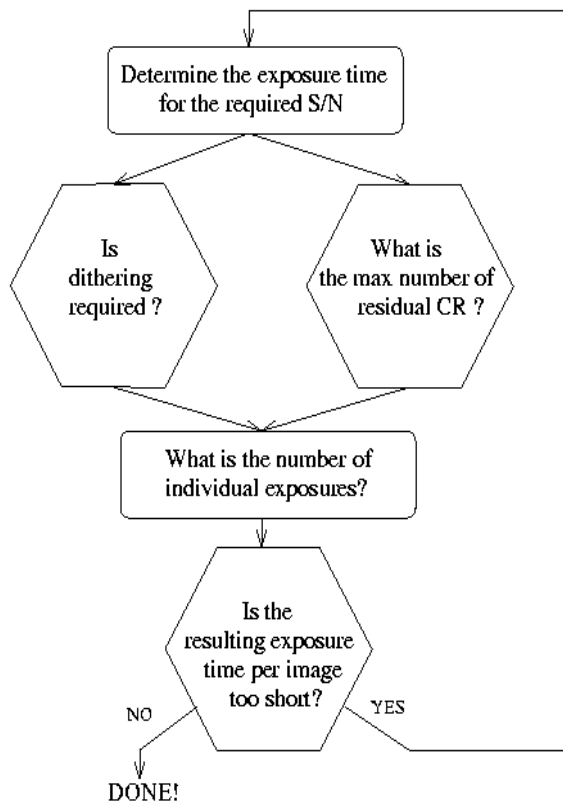 Determine the exposure time
for the required S/N
Is
dithering
required ?
What is
the max number of
residual CR ?
What is the number of
individual exposures?
Is the
resulting exposure
time per image
too short?
NO
YES
DONE!